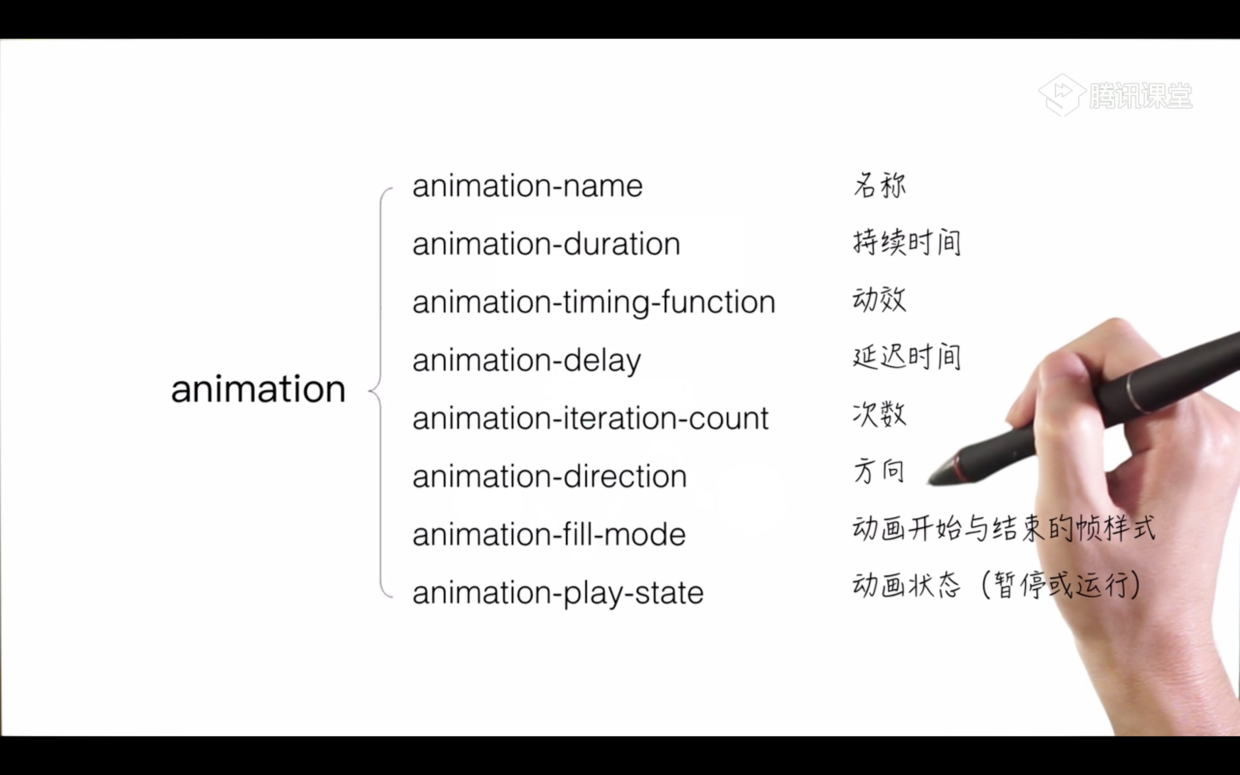 腾讯课堂
animation-name 名称
animation-duration 持续时间
animation-timing-function 动效
animation-delay 延迟时间
animation
animation-iteration-count 次数
animation-direction 方向
animation-fill-mode 动画开始与结束的帧样式
animation-play-state 动画状态（暂停或运行）